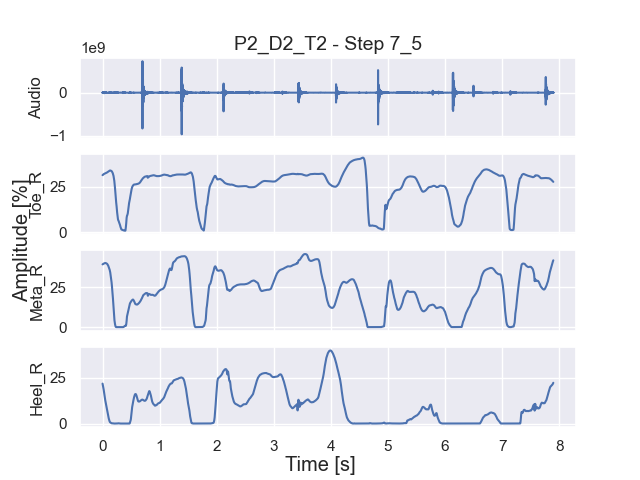 P2_D2_T2 - Step 7_5
1e9
Audio
0
−1
Amplitude [%]
Toe_R
25
0
Meta_R
25
0
Heel_R
25
0
0 1 2 3 4 5 6 7 8
Time [s]